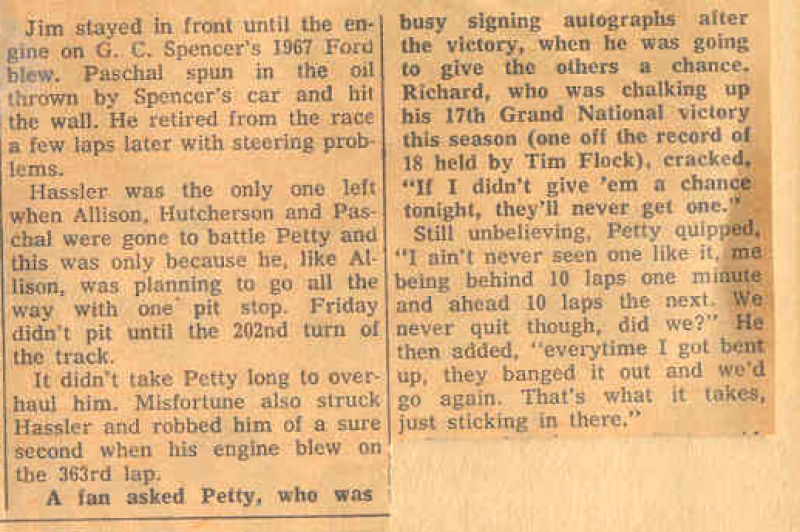 Jim stayed in front until the en-
gine on G. C. Spencer's 1967 Ford
blew. Paschal spun in the oil
thrown by Spencer's car and hit
the wall. He retired from the race
a few laps later with steering prob-
lems.
Hassler was the only one left
when Allison, Hutcherson and Pas-
chal were gone to battle Petty and
this was only because he, like Al-
lison, was planning to go all the
way with one pit stop. Friday
didn't pit until the 202nd turn of
the track.
It didn't take Petty long to over-
haul him. Misfortune also struck
Hassler and robbed him of a sure
second when his engine blew on
the 363rd lap.
A fan asked Petty, who was
busy signing autographs after
the victory, when he was going
to give the others a chance.
Richard, who was chalking up
his 17th Grand National victory
this season (one off the record of
18 held by Tim Flock), cracked,
"If I didn't give 'em a chance
tonight, they'll never get one."
Still unbelieving, Petty quipped,
"I ain't never seen one like it, me
being behind 10 laps one minute
and ahead 10 laps the next. We
never quit though, did we?" He
then added, "everytime I got bent
up, they banged it out and we'd
go again. That's what it takes,
just sticking in there."